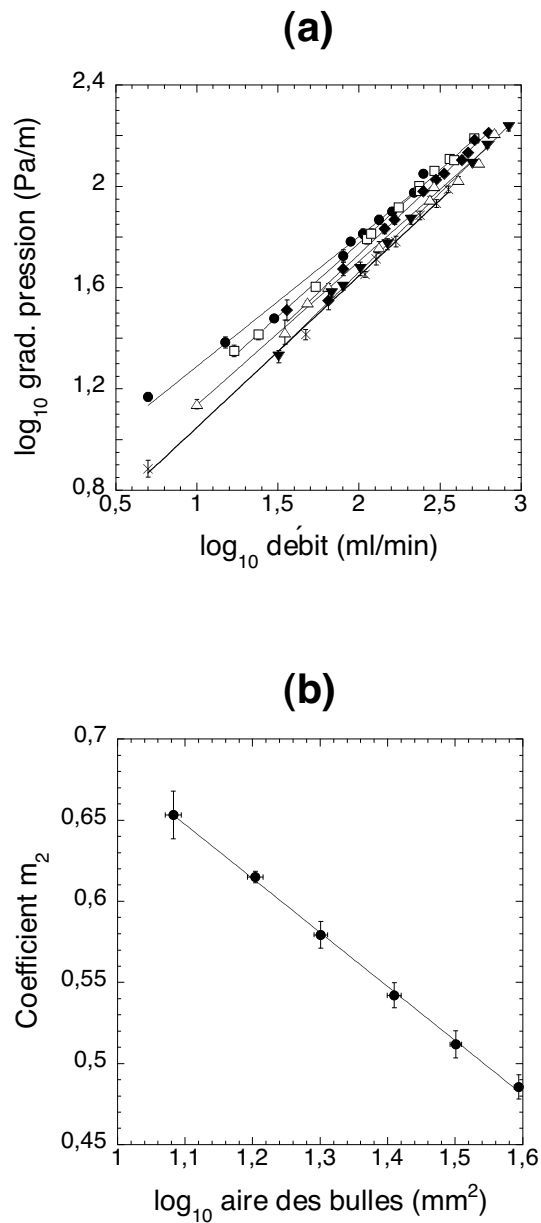 (a)
log10 grad. pression (Pa/m)
2,4
2
1,6
1,2
0,8
0,5 1 1,5 2 2,5 3
log10 débit (ml/min)
(b)
Coefficient m2
0,7
0,65
0,6
0,55
0,5
0,45
1 1,1 1,2 1,3 1,4 1,5 1,6
log10 aire des bulles (mm2)